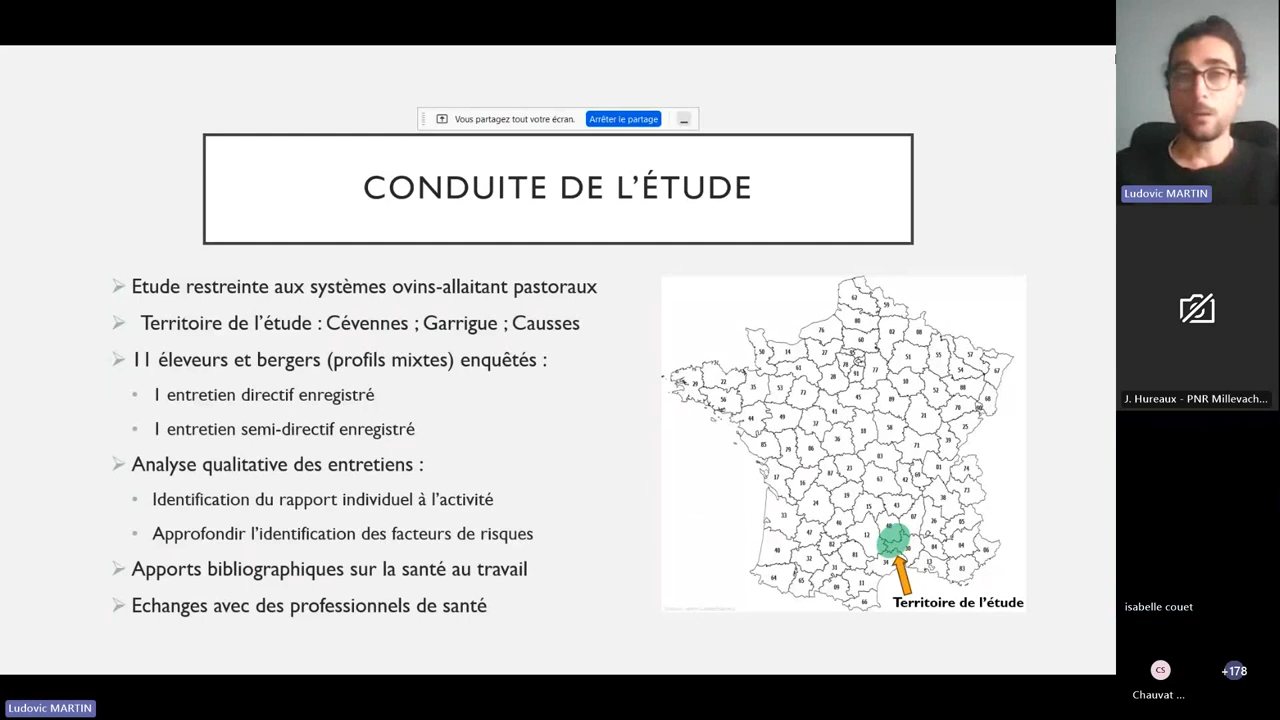 Vous partagez tout votre écran.
Arrêter le partage
CONDUITE DE L'ÉTUDE
Etude restreinte aux systèmes ovins-allaitant pastoraux
Territoire de l'étude : Cévennes ; Garrigue ; Causses
11 éleveurs et bergers (profils mixtes) enquêtés :
1 entretien directif enregistré
1 entretien semi-directif enregistré
Analyse qualitative des entretiens :
Identification du rapport individuel à l'activité
Approfondir l'identification des facteurs de risques
Apports bibliographiques sur la santé au travail
Echanges avec des professionnels de santé
Territoire de l'étude
Ludovic MARTIN
J. Hureaux - PNR Millevach...
isabelle couet
CS
+178
Chauvat ...
Ludovic MARTIN